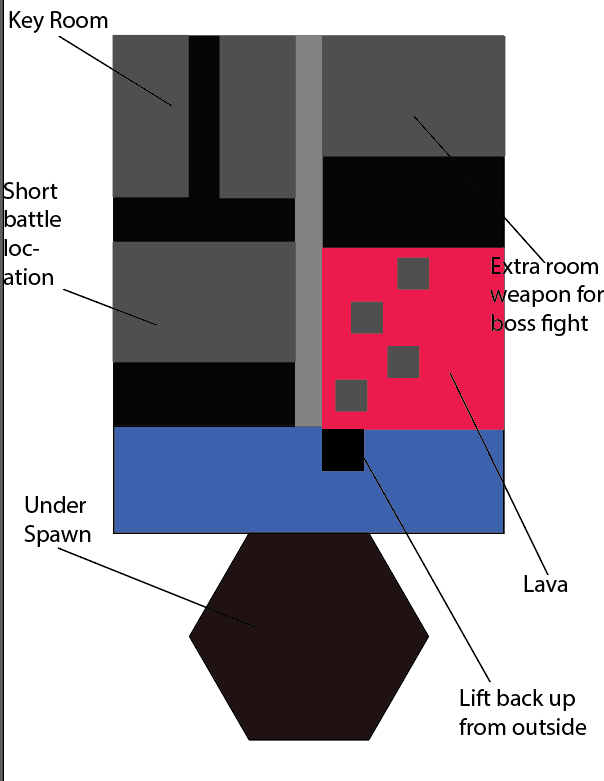 Key Room
Short
battle
loc-
ation
Extra room
weapon for
boss fight
Under
Spawn
Lava
Lift back up
from outside